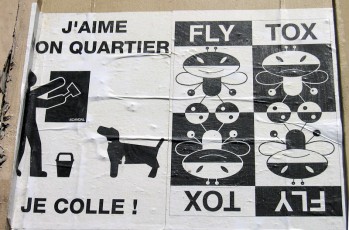 J'AIME
ON QUARTIER
JE COLLE !
FLY TOX
TOX
FLY